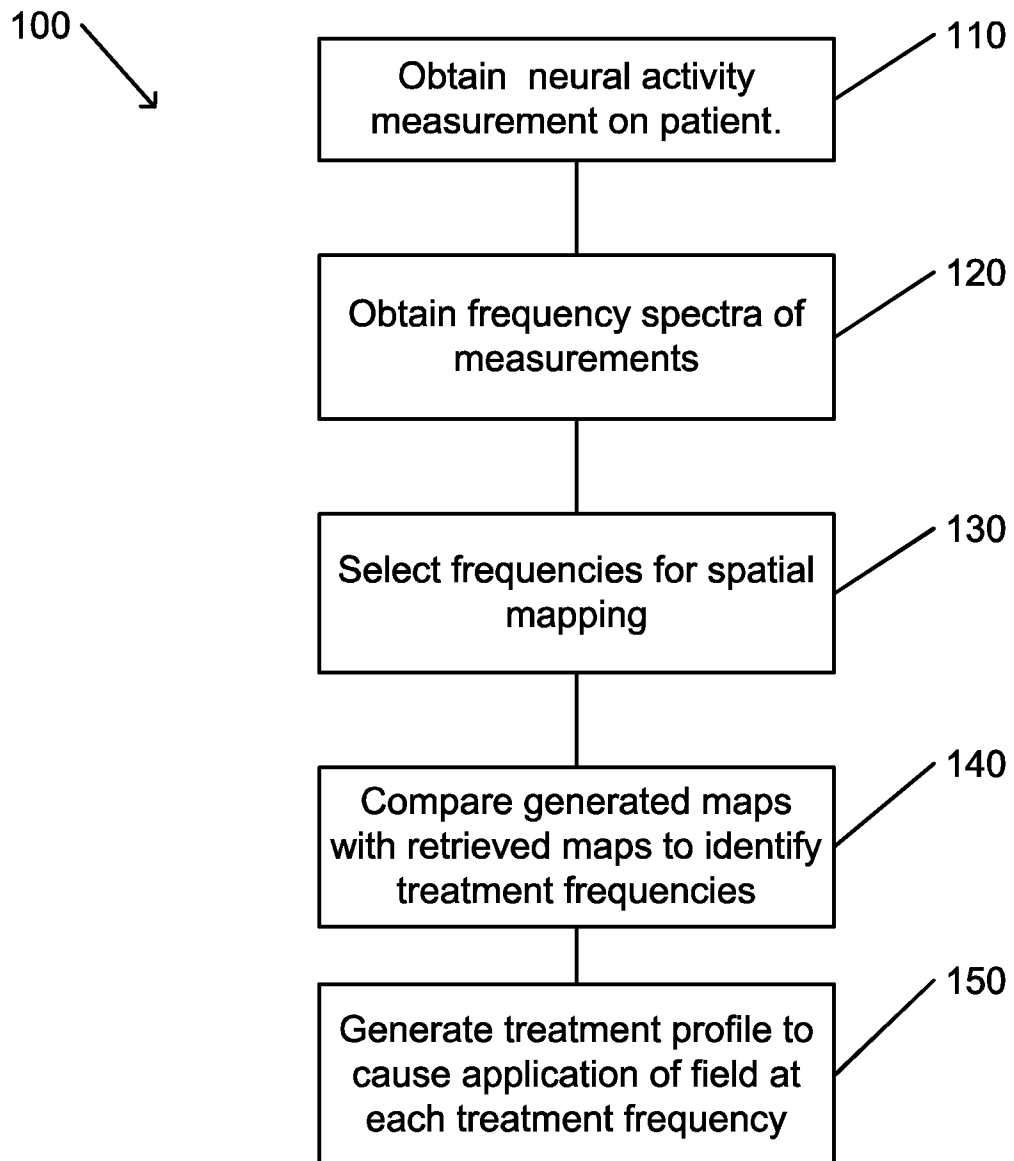 100
110
Obtain neural activity
measurement on patient.
120
Obtain frequency spectra of
measurements
130
Select frequencies for spatial
mapping
140
Compare generated maps
with retrieved maps to identify
treatment frequencies
150
Generate treatment profile to
cause application of field at
each treatment frequency